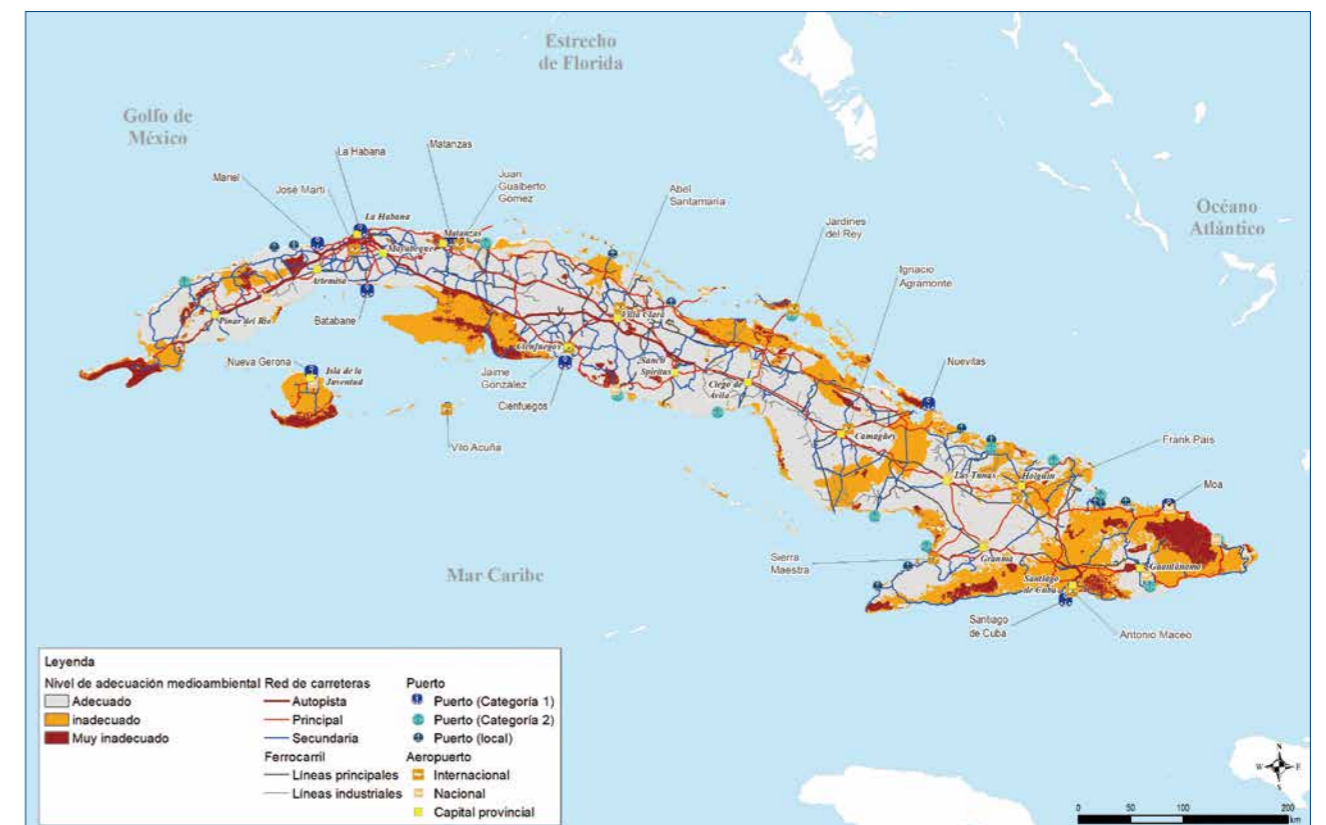 Estrecho
de Florida
Golfo de
México
Océano
Atlántico
Mar Caribe
La Habana
Matanzas
Mariel
José Martí
Juan
Gualberto
Gómez
Abel
Santamaría
Jardines
del Rey
Ignacio
Agramonte
La Habana
Matanzas
Mayabeque
Artemisa
Pinar del Río
Batabane
Villa Clara
Nueva Gerona
Isla de la
Juventud
Cienfuegos
Sancti
Spíritus
Ciego de
Ávila
Nuevitas
Jaime
González
Cienfuegos
Vilo Acuña
Camagüey
Frank País
Las Tunas
Holguín
Moa
Sierra
Maestra
Granma
Santiago
de Cuba
Guantánamo
Santiago
de Cuba
Antonio Maceo
Leyenda
Nivel de adecuación medioambiental
Adecuado
inadecuado
Muy inadecuado
Red de carreteras
Autopista
Principal
Secundaria
Ferrocarril
Líneas principales
Líneas industriales
Puerto
Puerto (Categoría 1)
Puerto (Categoría 2)
Puerto (local)
Aeropuerto
Internacional
Nacional
Capital provincial
N
W E
S
0 50 100 200
km